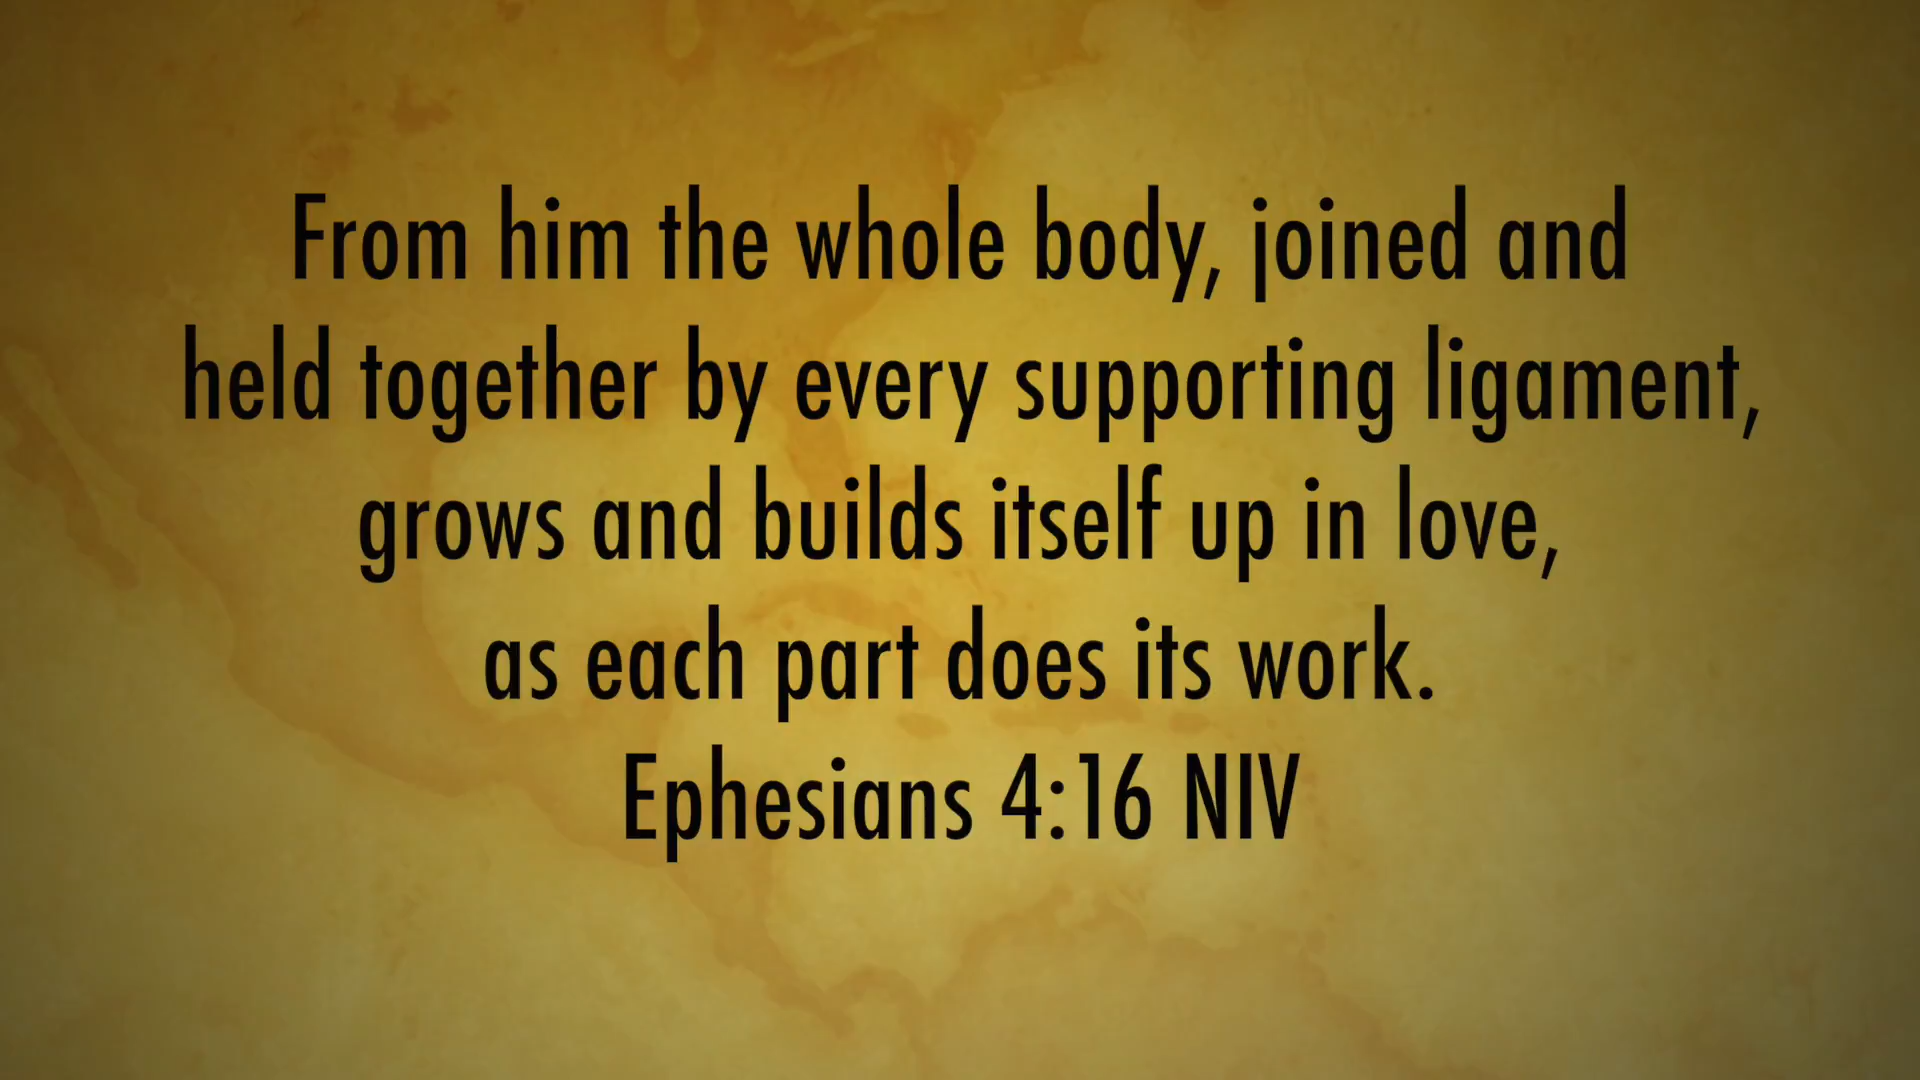 From him the whole body, joined and
held together by every supporting ligament,
grows and builds itself up in love,
as each part does its work.
Ephesians 4:16 NIV